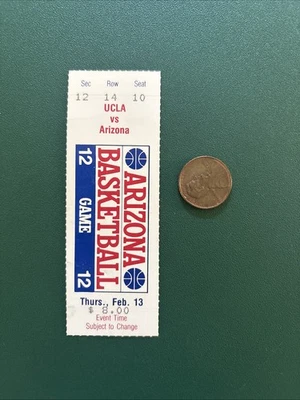 Sec Row Seat
12 14 10
UCLA
vs
Arizona
ARIZONA
BASKETBALL
12 GAME 12
Thurs., Feb. 13
$ 8.00
Event Time
Subject to Change